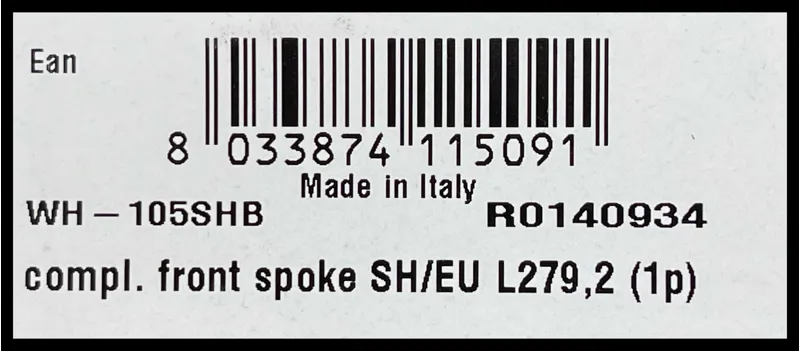 Ean
8 033874 115091
Made in Italy
WH – 105SHB R0140934
compl. front spoke SH/EU L279,2 (1p)